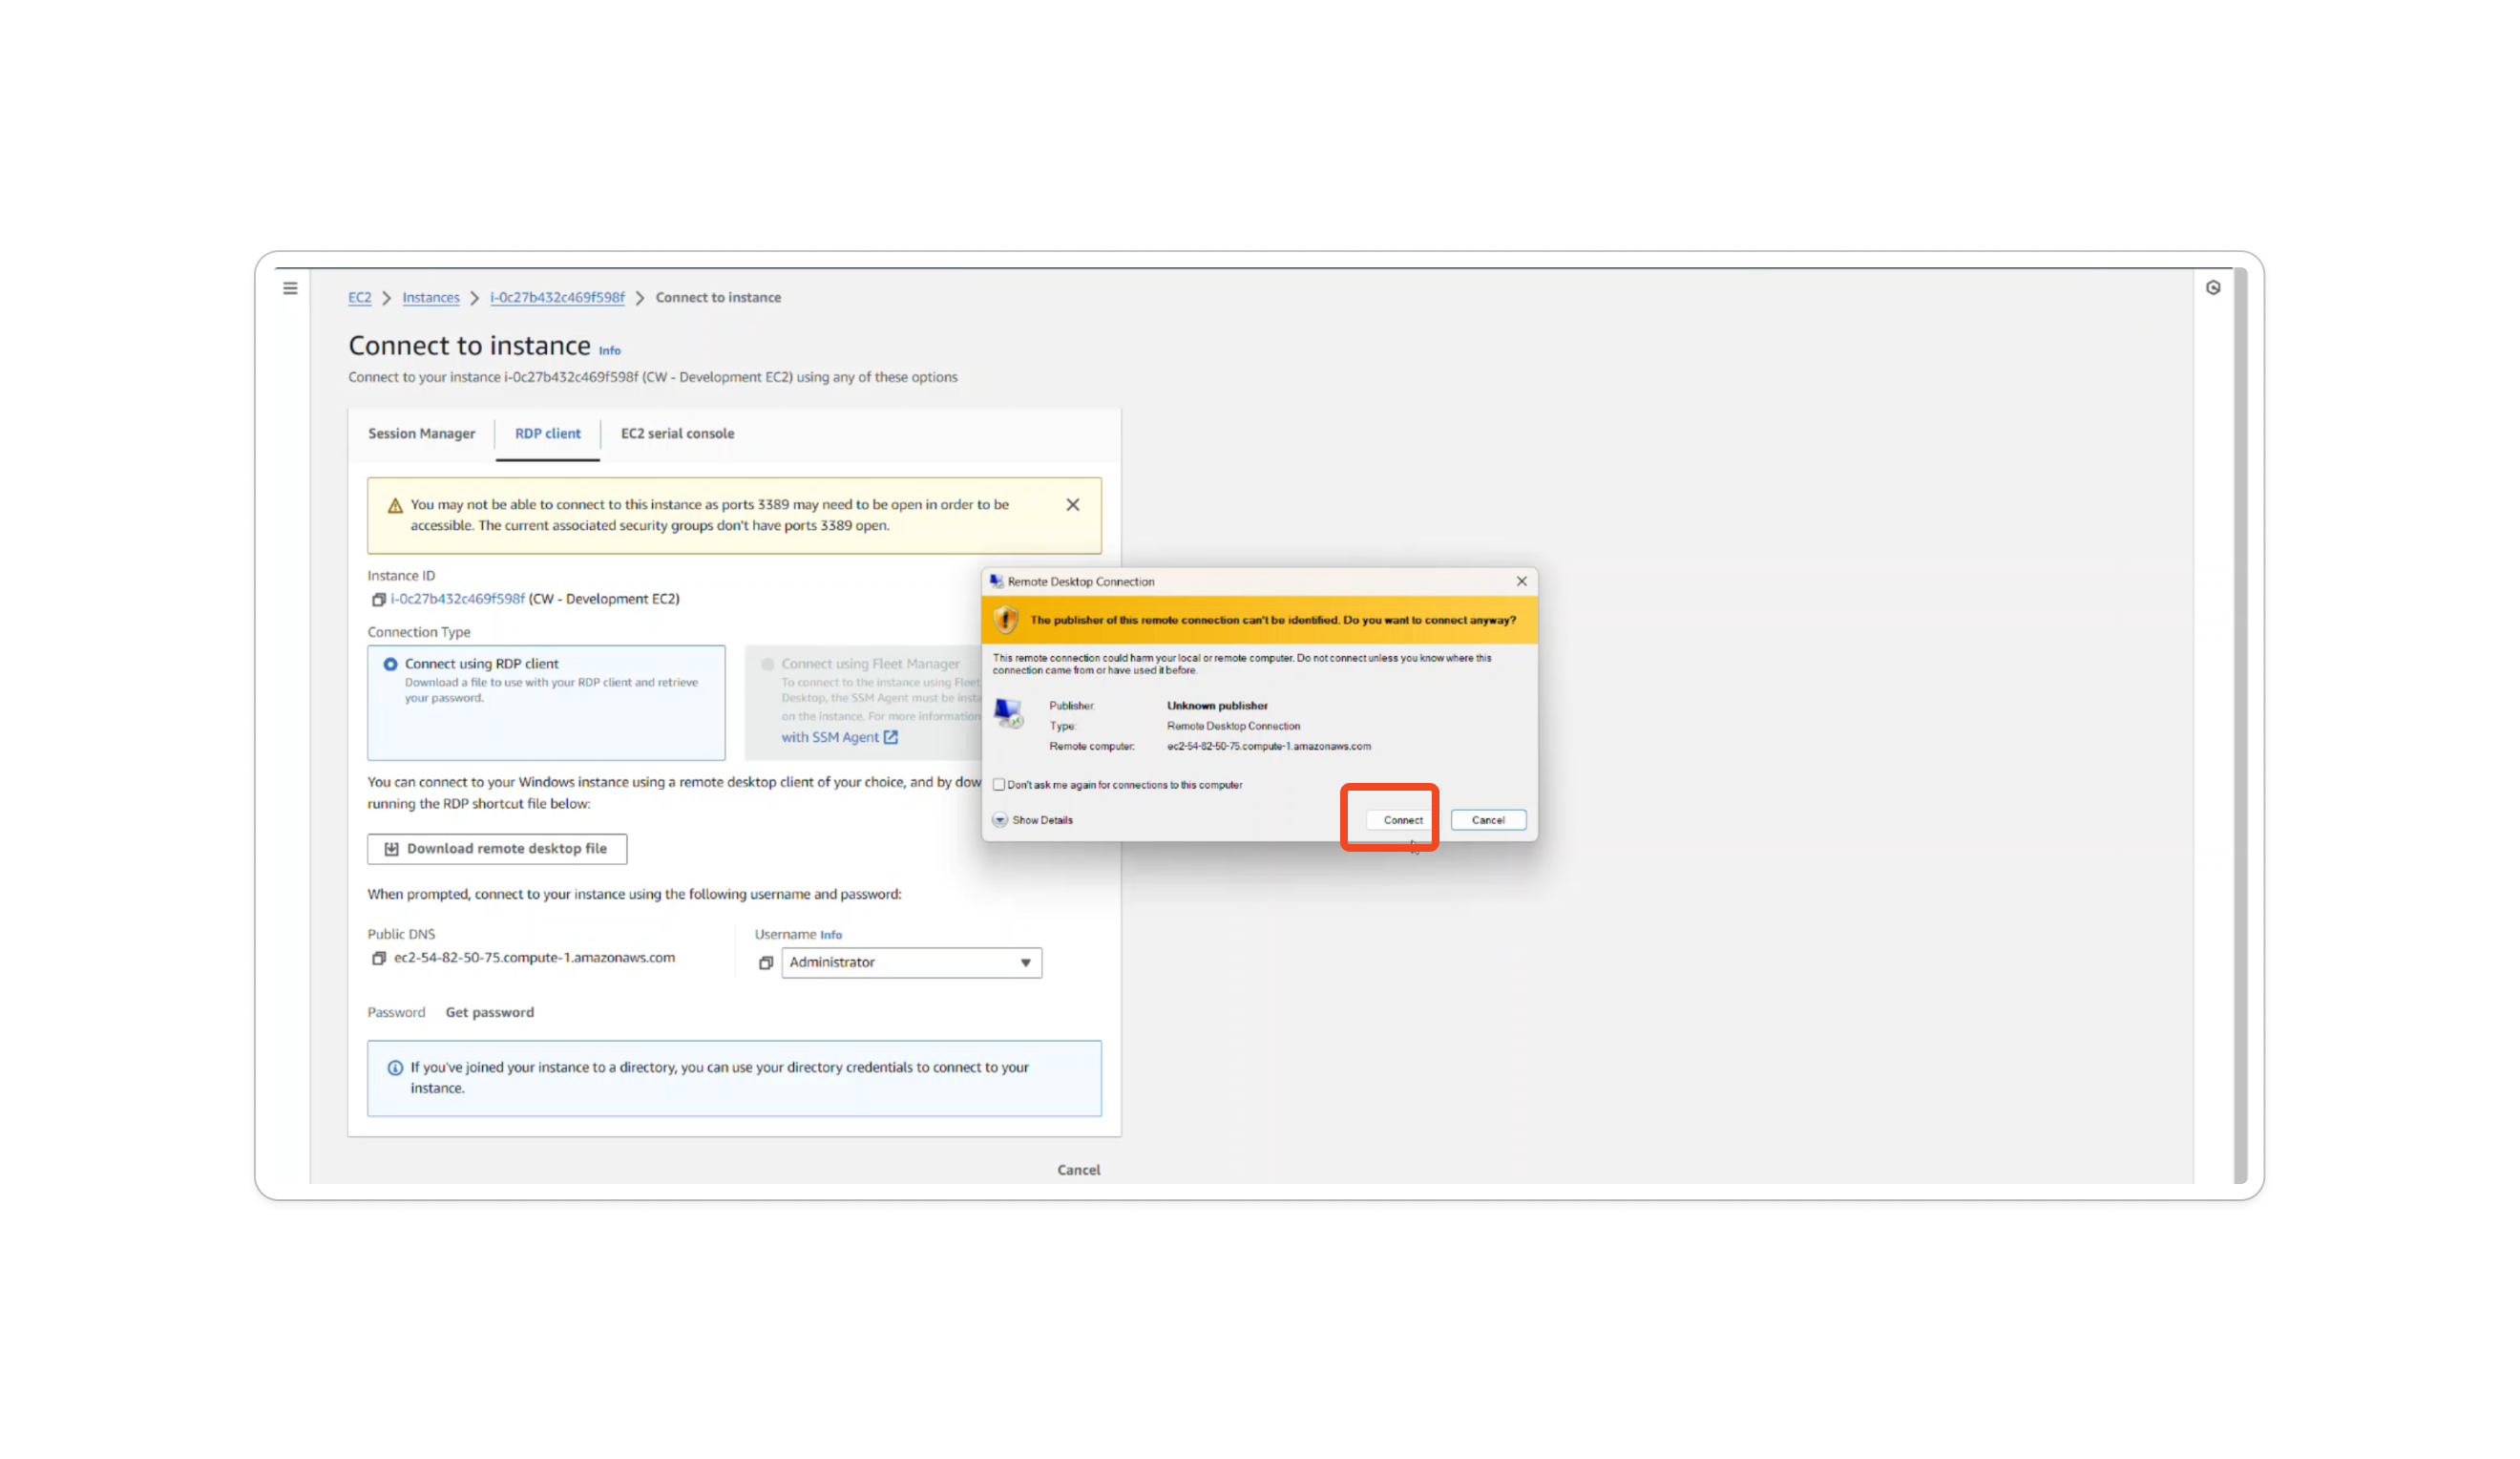 EC2 > Instances > i-0c27b432c469f598f > Connect to instance
Connect to instance Info
Connect to your instance i-0c27b432c469f598f (CW - Development EC2) using any of these options
Session Manager
RDP client
EC2 serial console
You may not be able to connect to this instance as ports 3389 may need to be open in order to be
accessible. The current associated security groups don't have ports 3389 open.
Instance ID
i-0c27b432c469f598f (CW - Development EC2)
Connection Type
Connect using RDP client
Download a file to use with your RDP client and retrieve
your password.
Connect using Fleet Manager
To connect to the instance using Fleet
Desktop, the SSM Agent must be insta
on the instance. For more information
with SSM Agent
You can connect to your Windows instance using a remote desktop client of your choice, and by dow
running the RDP shortcut file below:
Download remote desktop file
When prompted, connect to your instance using the following username and password:
Public DNS
ec2-54-82-50-75.compute-1.amazonaws.com
Username Info
Administrator
Password Get password
If you've joined your instance to a directory, you can use your directory credentials to connect to your
instance.
Cancel
Remote Desktop Connection
The publisher of this remote connection can't be identified. Do you want to connect anyway?
This remote connection could harm your local or remote computer. Do not connect unless you know where this
connection came from or have used it before.
Publisher: Unknown publisher
Type: Remote Desktop Connection
Remote computer: ec2-54-82-50-75.compute-1.amazonaws.com
Don't ask me again for connections to this computer
Show Details
Connect
Cancel